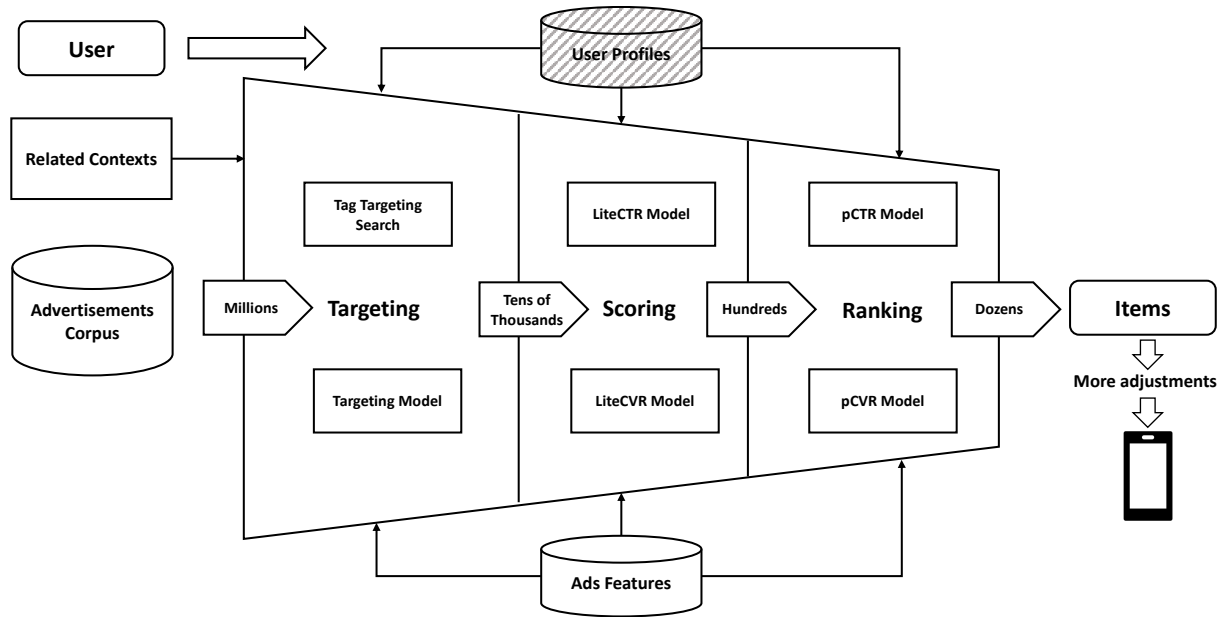 User
User Profiles
Related Contexts
Tag Targeting
Search
LiteCTR Model
pCTR Model
Advertisements
Corpus
Millions
Targeting
Tens of
Thousands
Scoring
Hundreds
Ranking
Dozens
Items
More adjustments
Targeting Model
LiteCVR Model
pCVR Model
Ads Features